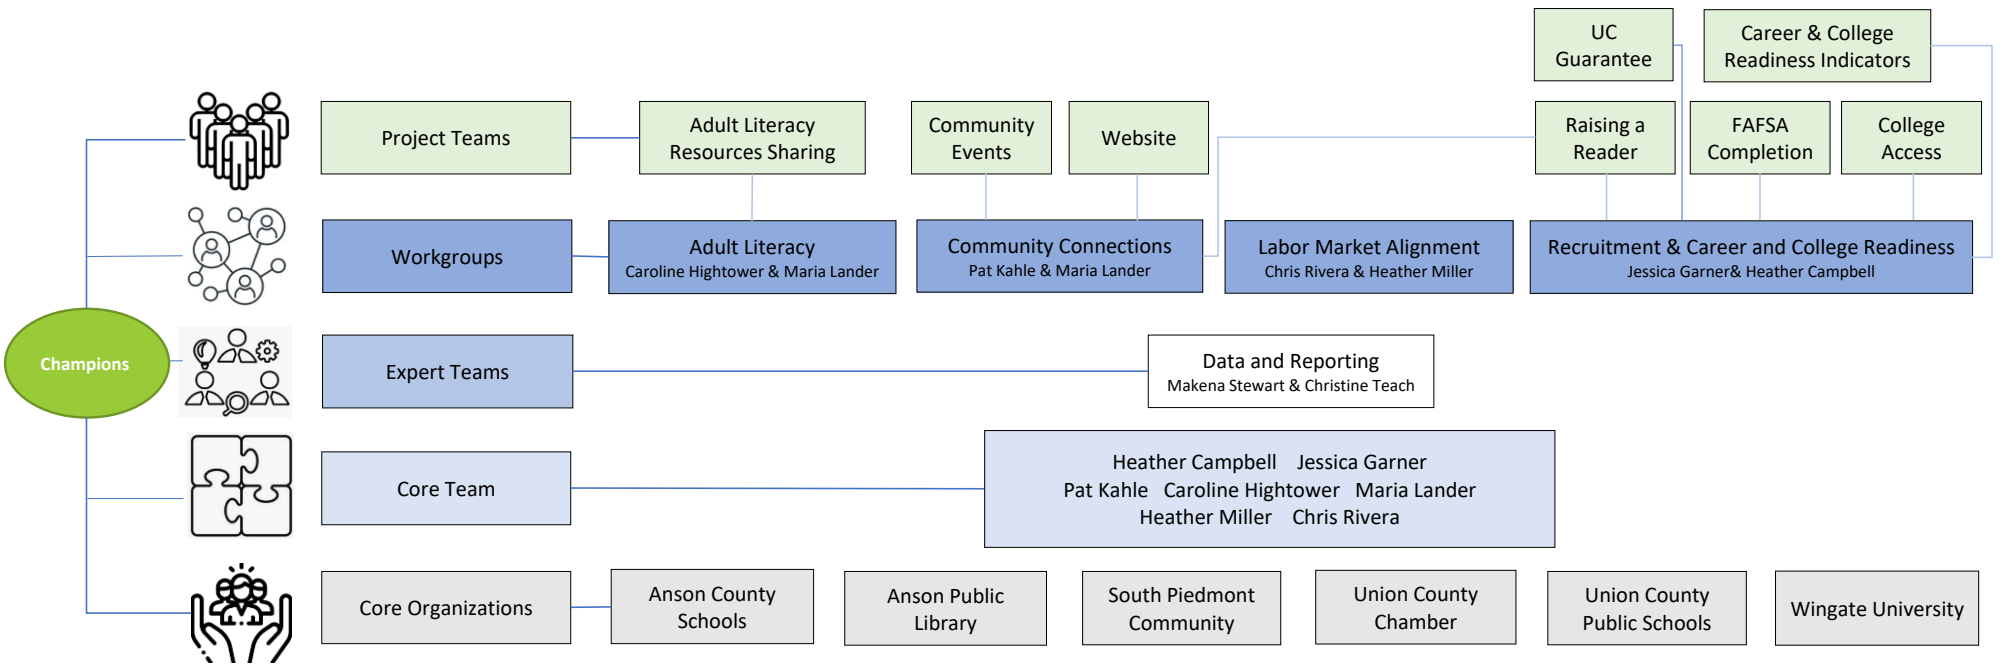 UC
Guarantee
Career & College
Readiness Indicators
Project Teams
Adult Literacy
Resources Sharing
Community
Events
Website
Raising a
Reader
FAFSA
Completion
College
Access
Workgroups
Adult Literacy
Caroline Hightower & Maria Lander
Community Connections
Pat Kahle & Maria Lander
Labor Market Alignment
Chris Rivera & Heather Miller
Recruitment & Career and College Readiness
Jessica Garner& Heather Campbell
Champions
Expert Teams
Data and Reporting
Makena Stewart & Christine Teach
Core Team
Heather Campbell Jessica Garner
Pat Kahle Caroline Hightower Maria Lander
Heather Miller Chris Rivera
Core Organizations
Anson County
Schools
Anson Public
Library
South Piedmont
Community
Union County
Chamber
Union County
Public Schools
Wingate University